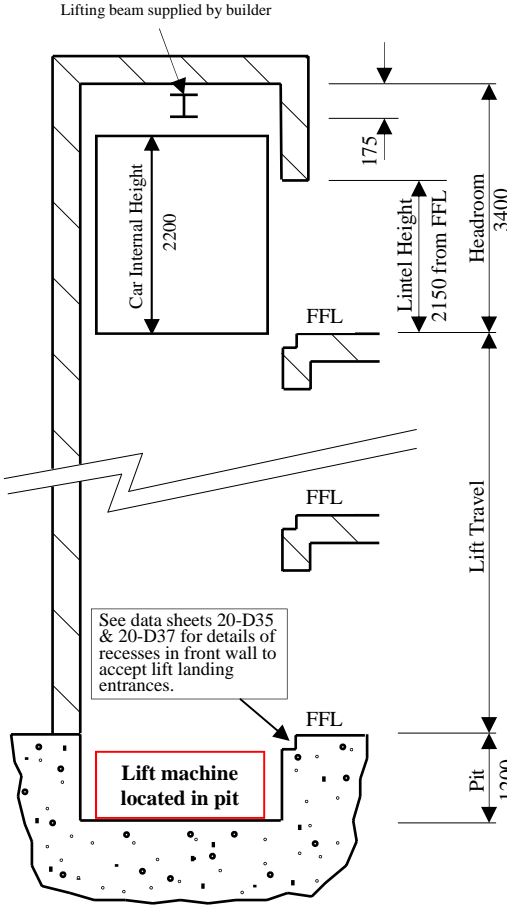 Lifting beam supplied by builder
175
Headroom
3400
Car Internal Height
2200
Lintel Height
2150 from FFL
FFL
FFL
Lift Travel
See data sheets 20-D35
& 20-D37 for details of
recesses in front wall to
accept lift landing
entrances.
FFL
Lift machine
located in pit
Pit
1200